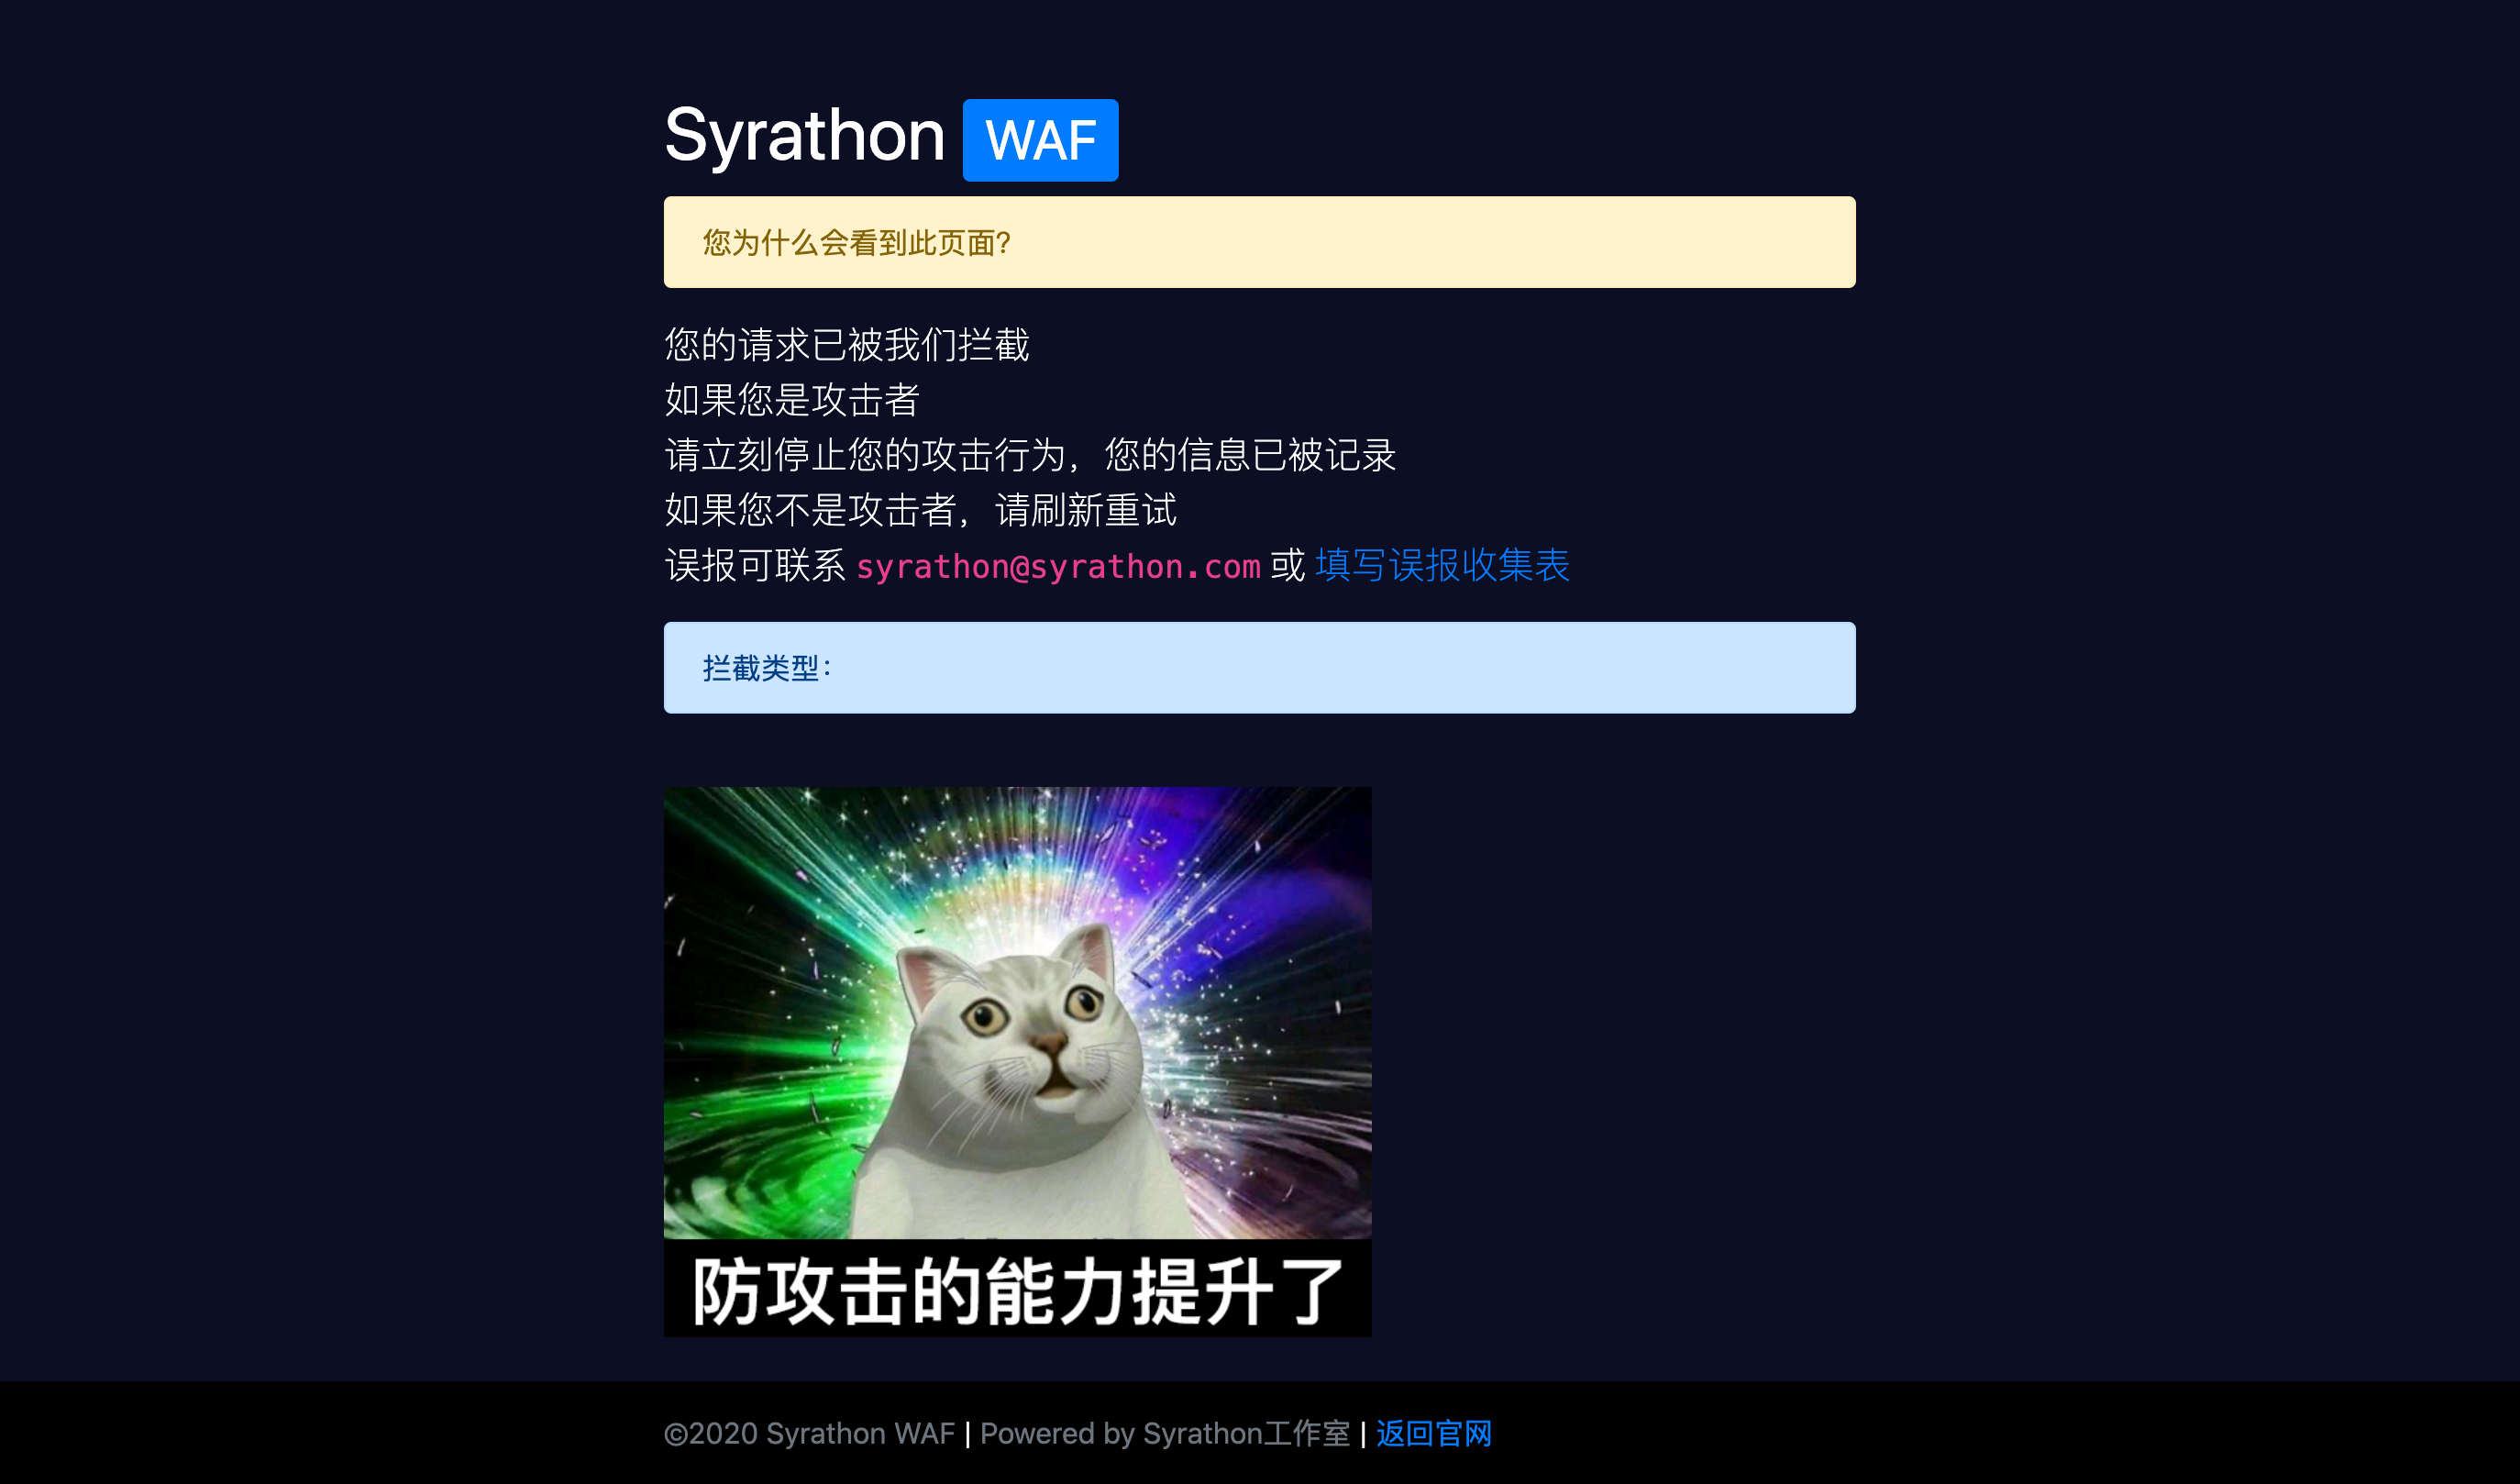 Syrathon WAF
您为什么会看到此页面?
您的请求已被我们拦截
如果您是攻击者
请立刻停止您的攻击行为，您的信息已被记录
如果您不是攻击者，请刷新重试
误报可联系 syrathon@syrathon.com 或 填写误报收集表
拦截类型：
防攻击的能力提升了
©2020 Syrathon WAF | Powered by Syrathon工作室 | 返回官网